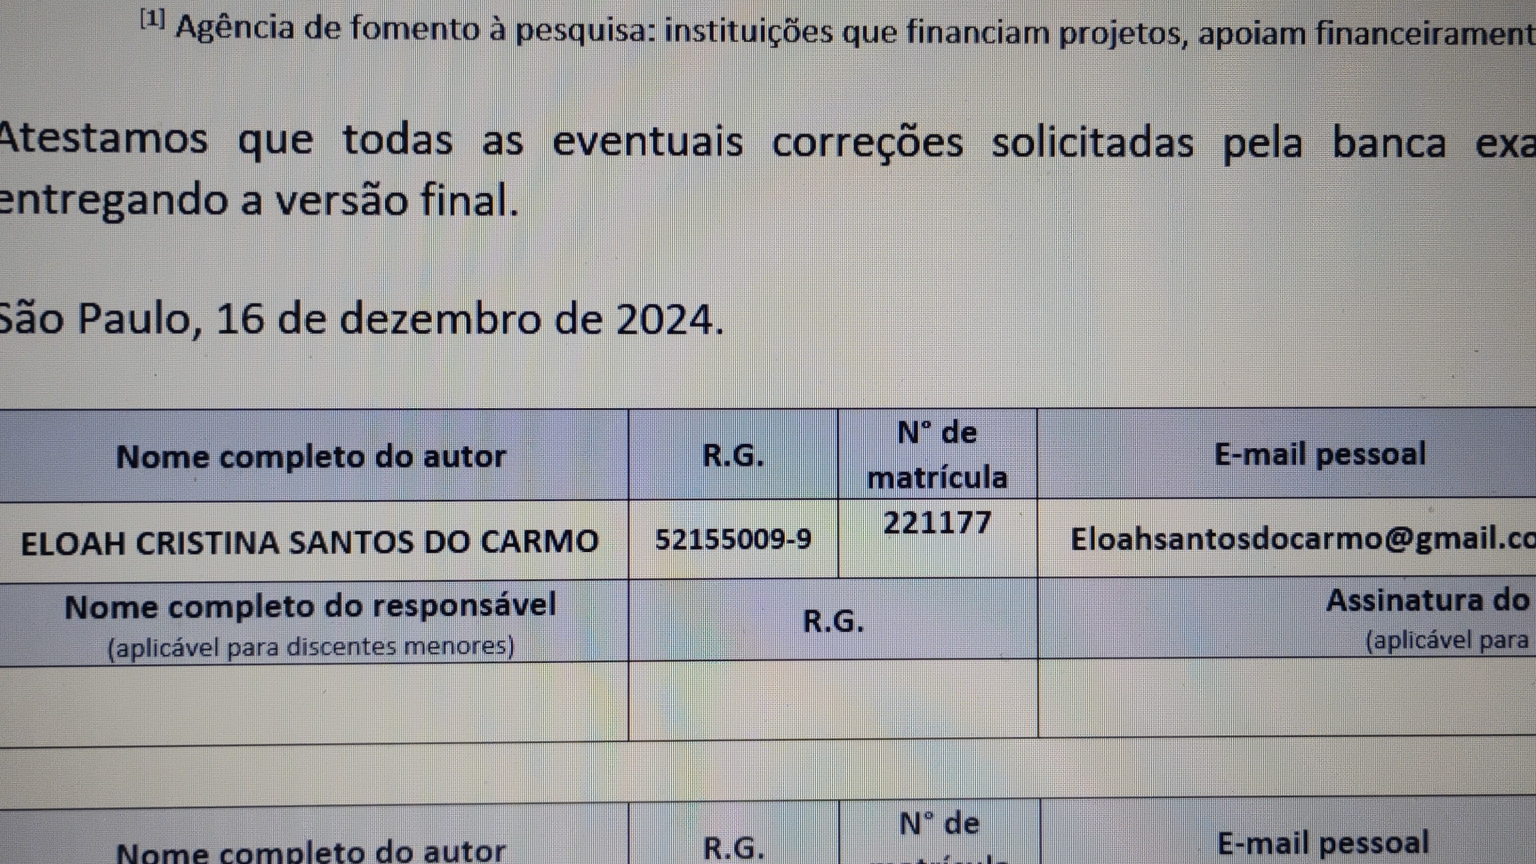 [1] Agência de fomento à pesquisa: instituições que financiam projetos, apoiam financeirament
Atestamos que todas as eventuais correções solicitadas pela banca exa
entregando a versão final.
São Paulo, 16 de dezembro de 2024.
Nome completo do autor R.G. N° de matrícula E-mail pessoal
ELOAH CRISTINA SANTOS DO CARMO 52155009-9 221177 Eloahsantosdocarmo@gmail.co
Nome completo do responsável R.G. Assinatura do
(aplicável para discentes menores) (aplicável para
Nome completo do autor R.G. N° de E-mail pessoal